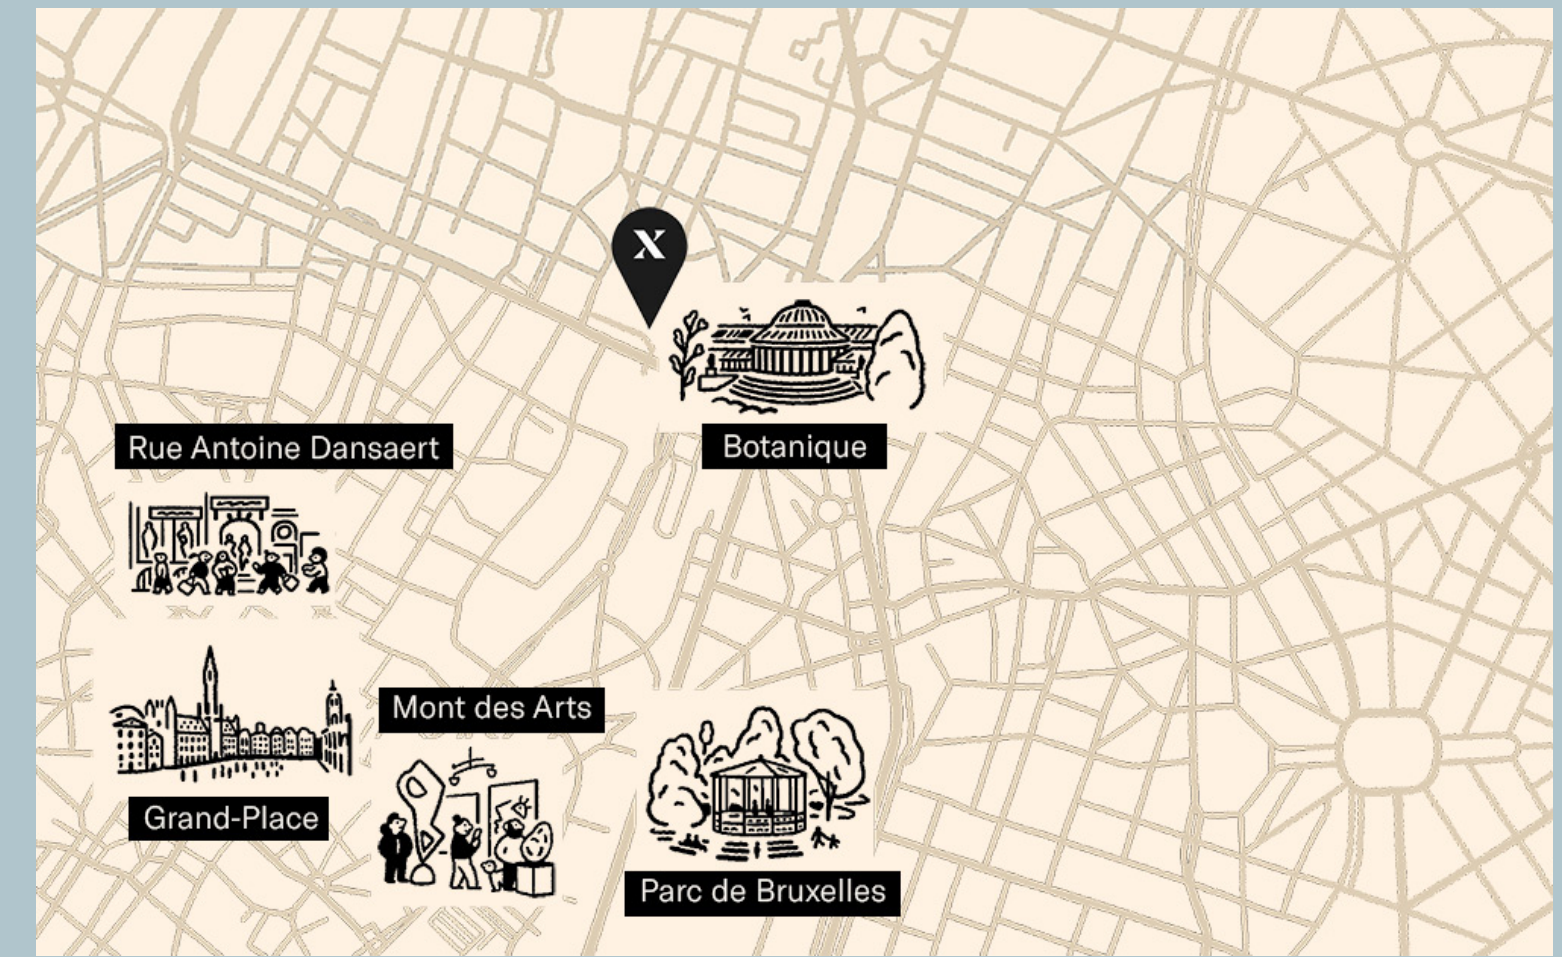 X
Rue Antoine Dansaert
Botanique
Mont des Arts
Grand-Place
Parc de Bruxelles